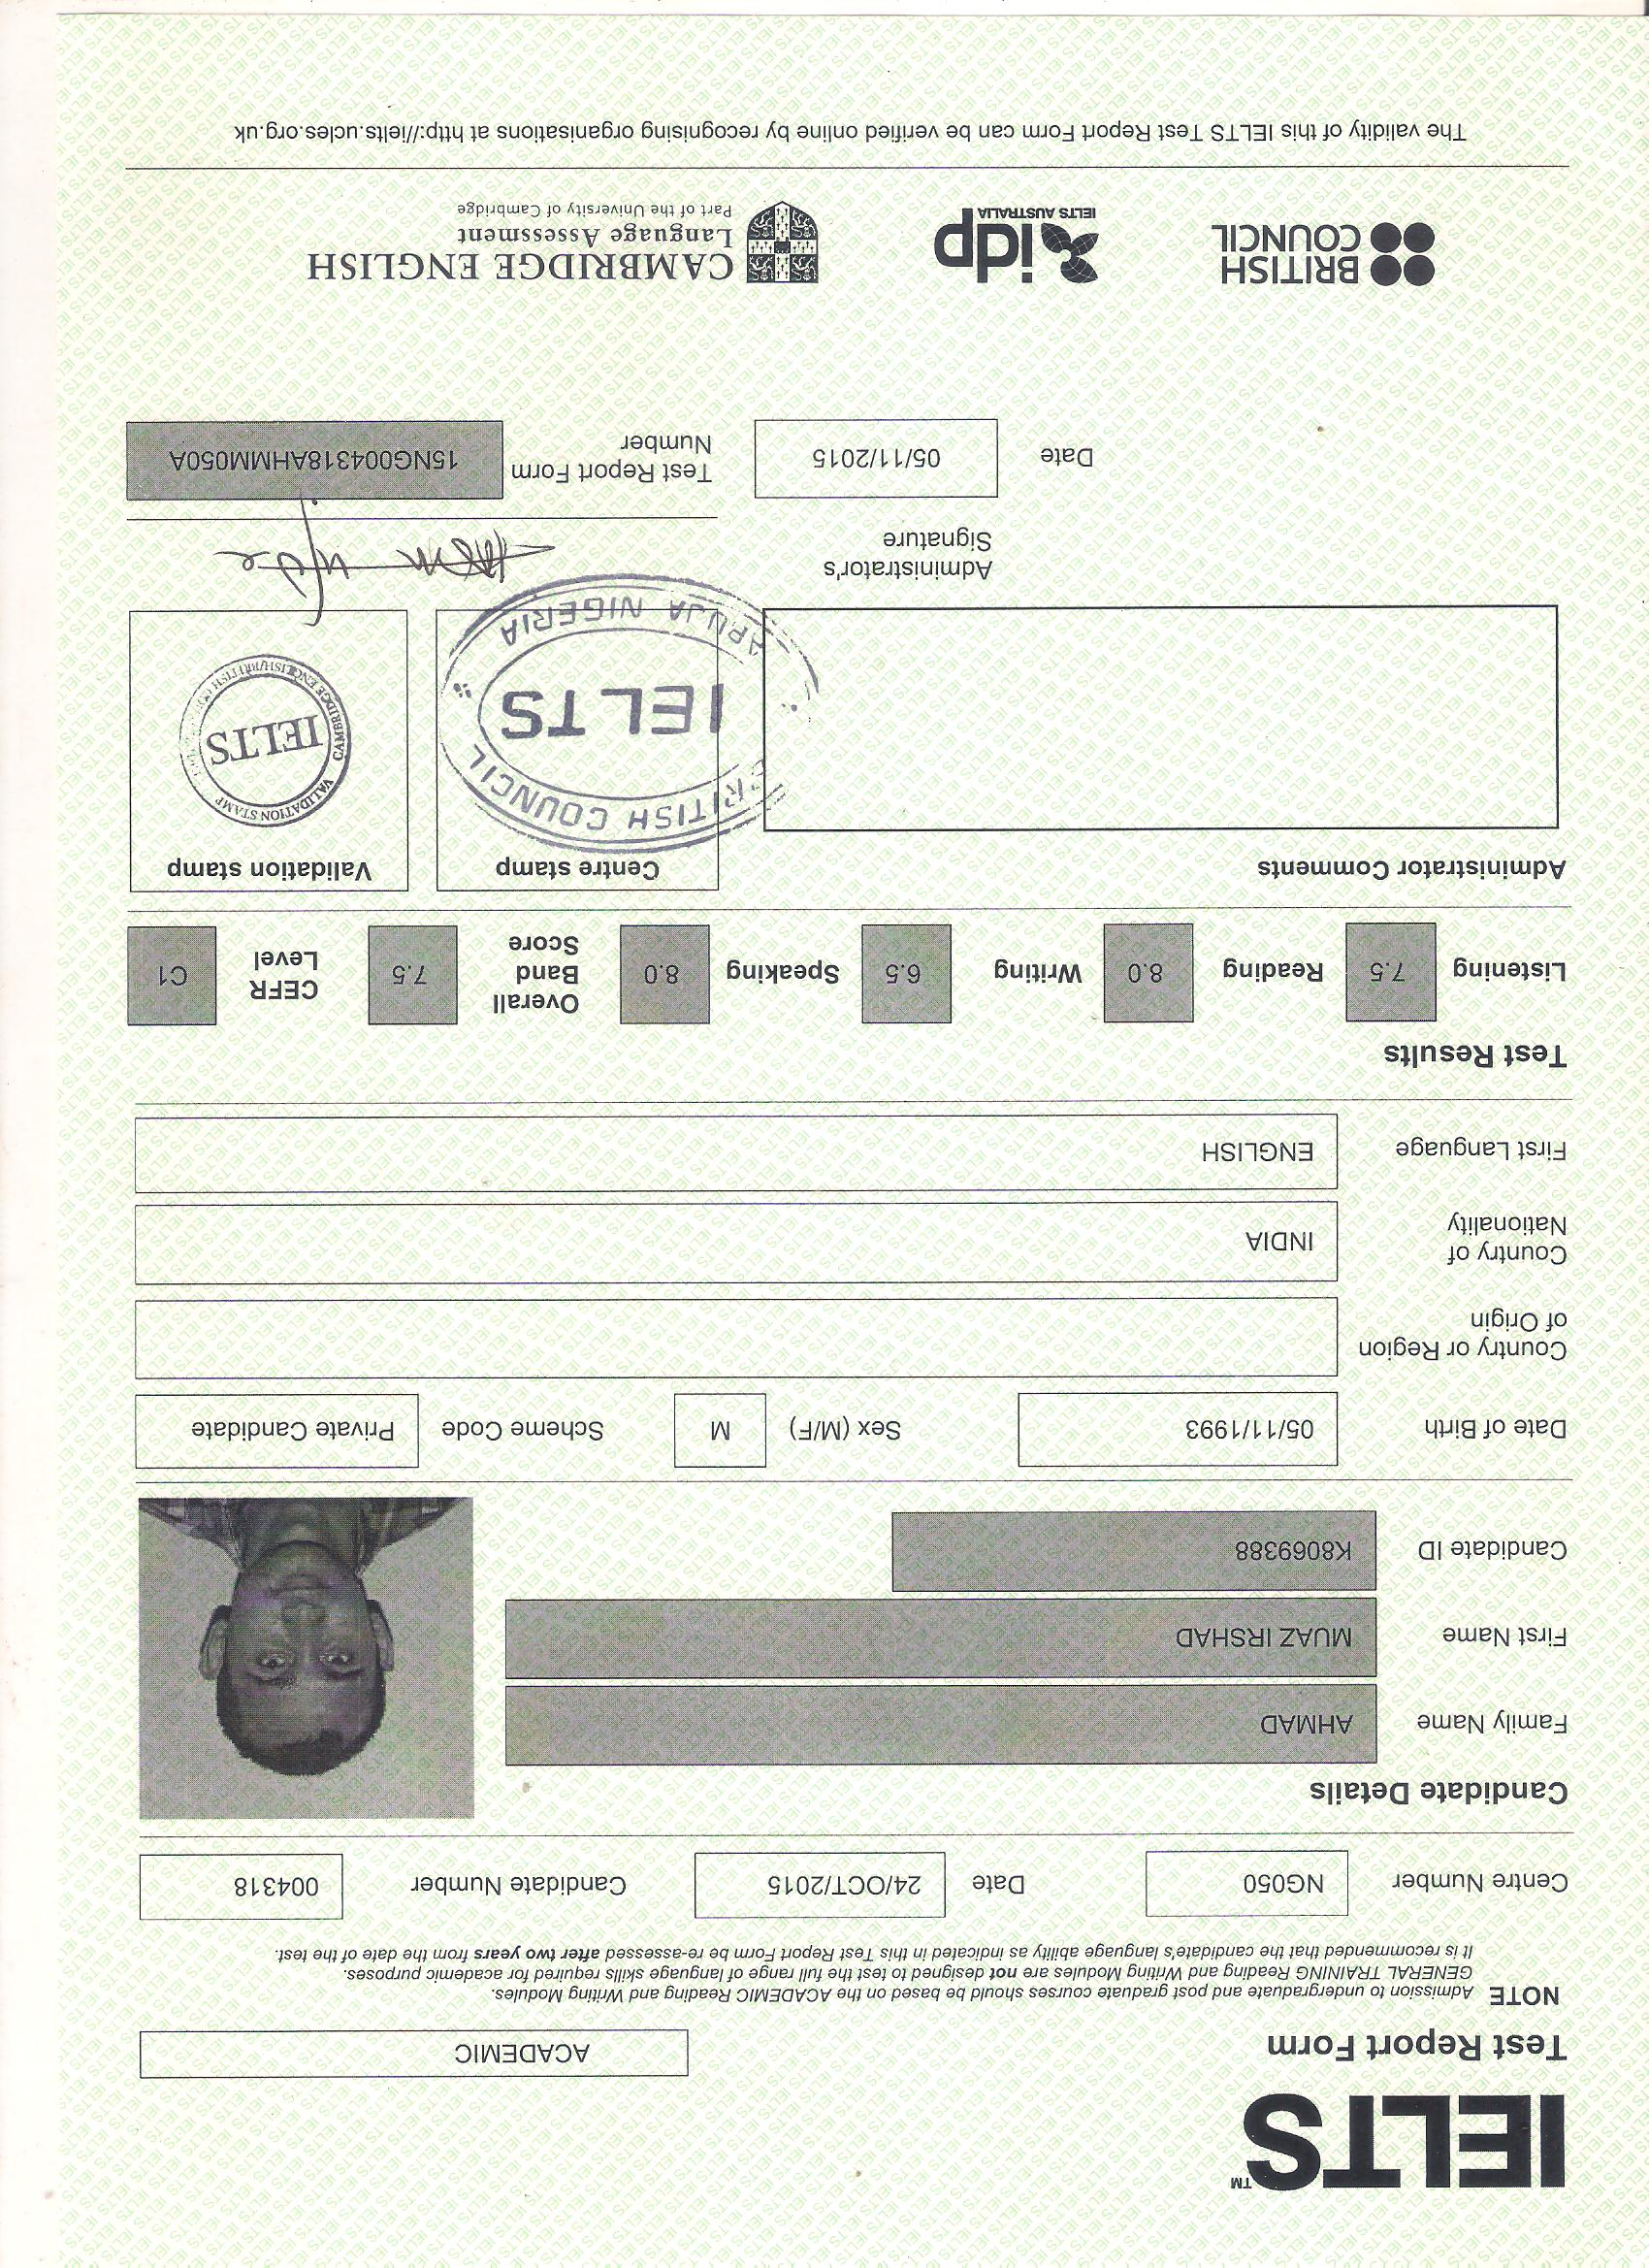 IELTS™
Test Report Form
ACADEMIC
NOTE Admission to undergraduate and post graduate courses should be based on the ACADEMIC Reading and Writing Modules.
GENERAL TRAINING Reading and Writing Modules are not designed to test the full range of language skills required for academic purposes.
It is recommended that the candidate's language ability as indicated in this Test Report Form be re-assessed after two years from the date of the test.
Centre Number NG050 Date 24/OCT/2015 Candidate Number 004318
Candidate Details
Family Name AHMAD
First Name MUAZ IRSHAD
Candidate ID K8069388
Date of Birth 05/11/1993 Sex (M/F) M Scheme Code Private Candidate
Country or Region
of Origin
Country of
Nationality
INDIA
First Language ENGLISH
Test Results
Listening 7.5 Reading 8.0 Writing 6.5 Speaking 8.0 Overall Band Score 7.5 CEFR Level C1
Administrator Comments
Centre stamp
BRITISH COUNCIL
IELTS
ABUJA NIGERIA
Validation stamp
VALIDATION STAMP
IELTS
CAMBRIDGE ENGLISH/BRITISH
Administrator's
Signature
Date 05/11/2015
Test Report Form
Number
15NG004318AHMM050A
BRITISH
COUNCIL
idp
IELTS AUSTRALIA
CAMBRIDGE ENGLISH
Language Assessment
Part of the University of Cambridge
The validity of this IELTS Test Report Form can be verified online by recognising organisations at http://ielts.ucles.org.uk